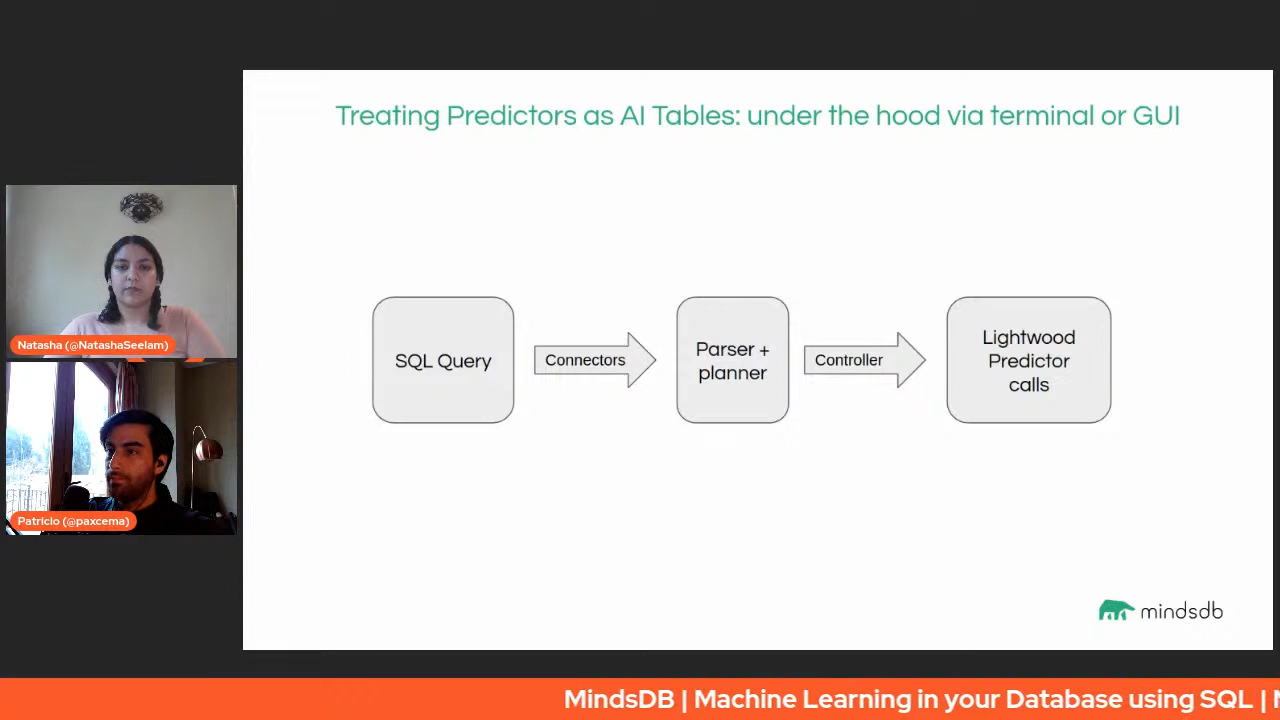 Treating Predictors as AI Tables: under the hood via terminal or GUI
SQL Query
Connectors
Parser +
planner
Controller
Lightwood
Predictor
calls
mindsdb
Natasha (@NatashaSeelam)
Patricio (@paxcema)
MindsDB | Machine Learning in your Database using SQL |